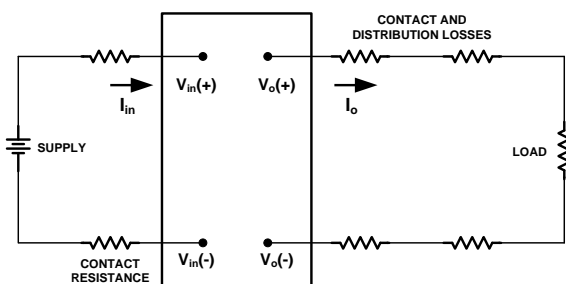 CONTACT AND
DISTRIBUTION LOSSES
Vin(+)
Vo(+)
Iin
Io
SUPPLY
LOAD
CONTACT
RESISTANCE
Vin(-)
Vo(-)